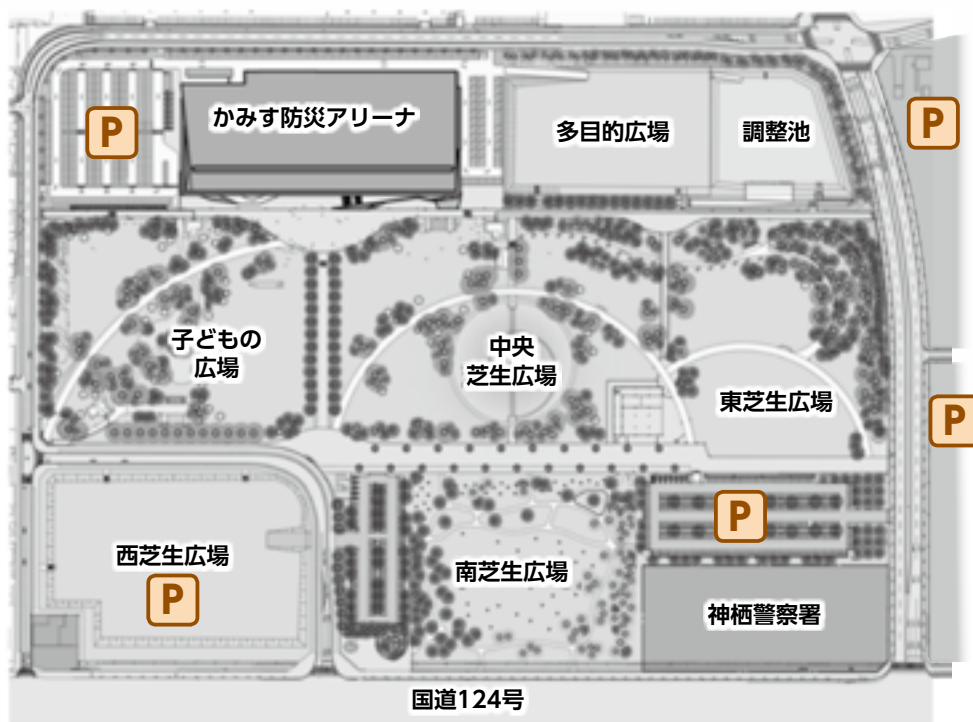 かみす防災アリーナ
多目的広場
調整池
P
P
子どもの
広場
中央
芝生広場
東芝生広場
P
P
西芝生広場
P
南芝生広場
神栖警察署
国道124号